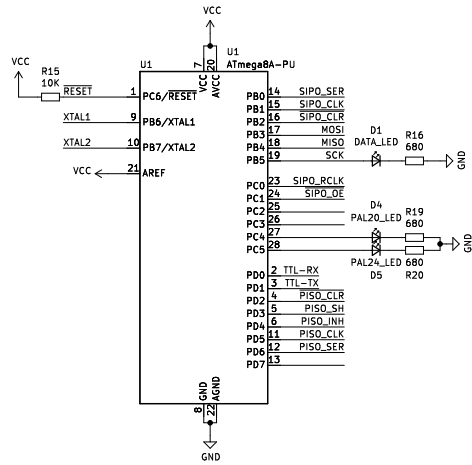 VCC
U1
U1
ATmega8A-PU
VCC
R15
10K
RESET
1
PC6/RESET
XTAL1
9
PB6/XTAL1
XTAL2
10
PB7/XTAL2
VCC
21
AREF
7
VCC
20
AVCC
PB0 14 SIPO_SER
PB1 15 SIPO_CLK
PB2 16 SIPO_CLR
PB3 17 MOSI
PB4 18 MISO
PB5 19 SCK
D1
DATA_LED
R16
680
GND
PC0 23 SIPO_RCLK
PC1 24 SIPO_OE
PC2 25
PC3 26
PC4 27
PC5 28
D4
PAL20_LED
R19
680
GND
PAL24_LED
D5
680
R20
PD0 2 TTL-RX
PD1 3 TTL-TX
PD2 4 PISO_CLR
PD3 5 PISO_SH
PD4 6 PISO_INH
PD5 11 PISO_CLK
PD6 12 PISO_SER
PD7 13
GND
8
AGND
22
GND